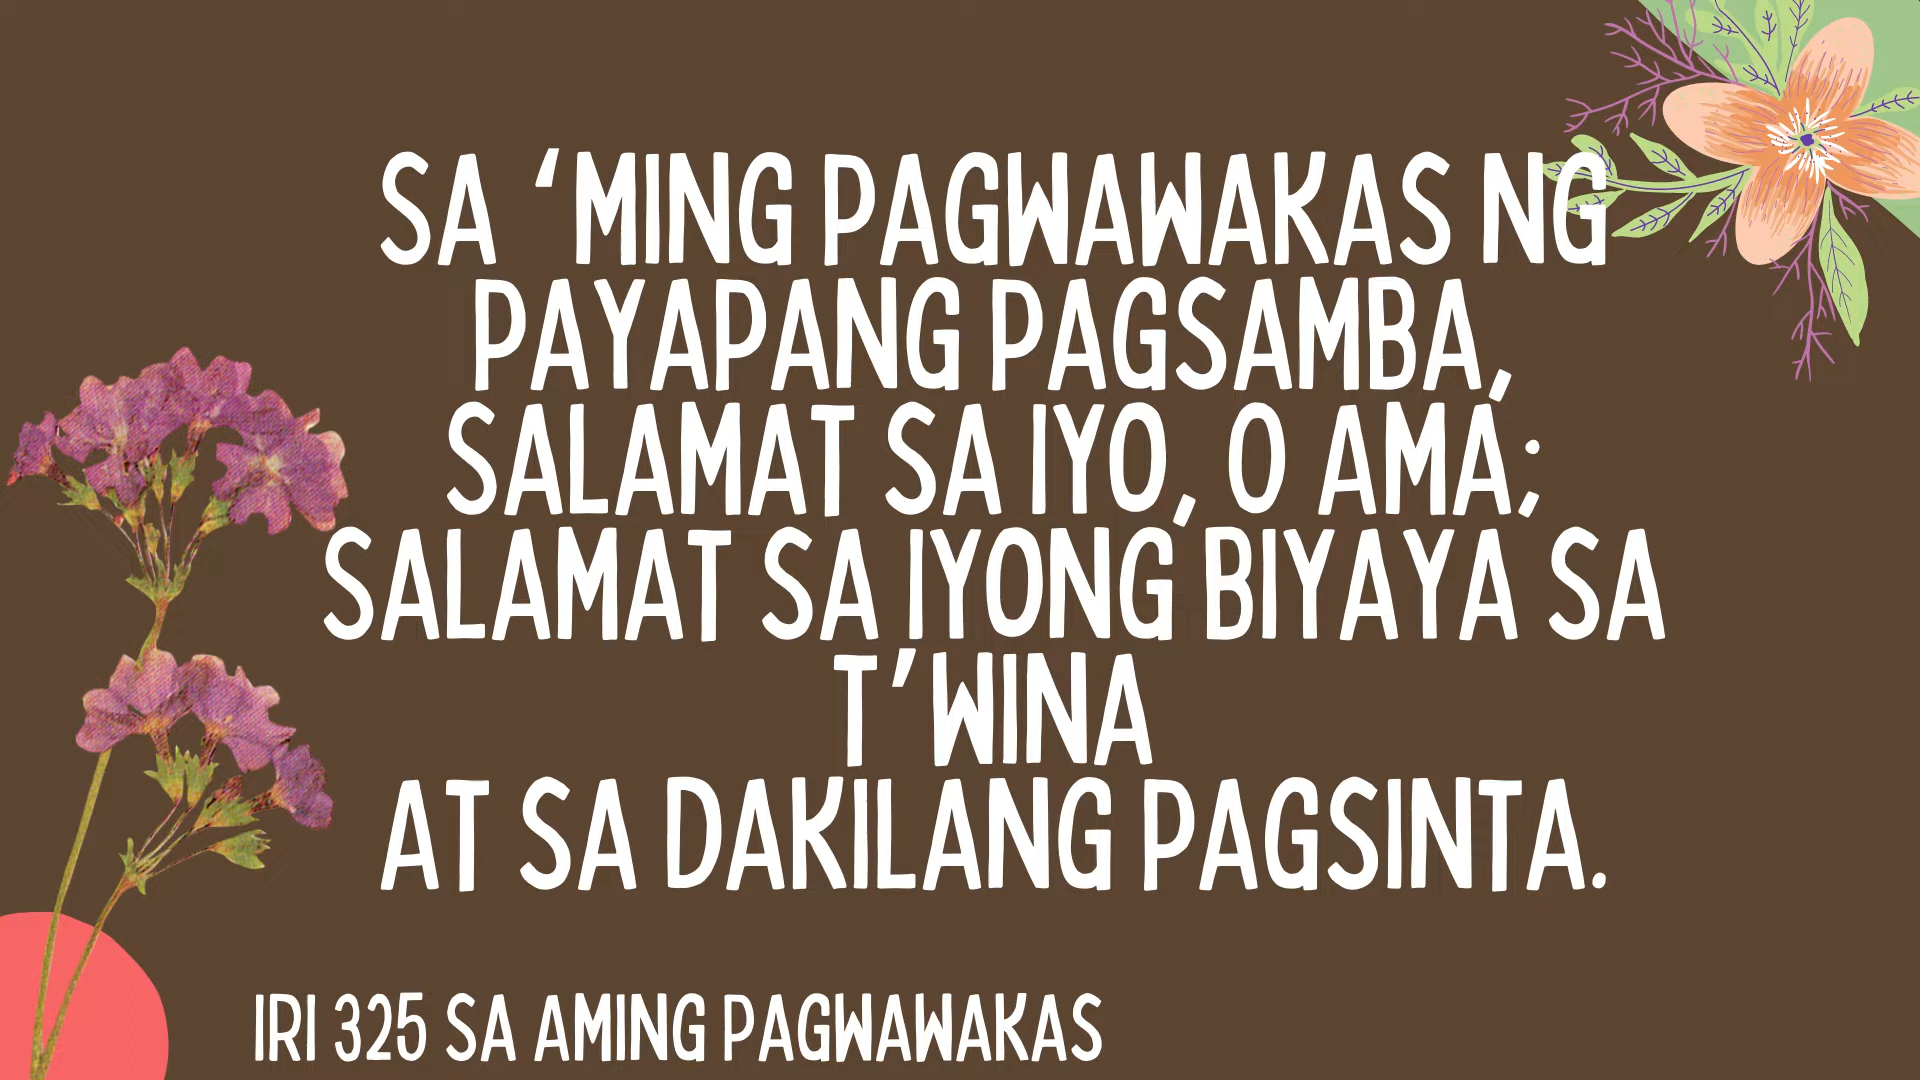 SA ‘MING PAGWAWAKAS NG
PAYAPANG PAGSAMBA,
SALAMAT SA IYO, O AMA;
SALAMAT SA IYONG BIYAYA SA
T’WINA
AT SA DAKILANG PAGSINTA.
IRI 325 SA AMING PAGWAWAKAS